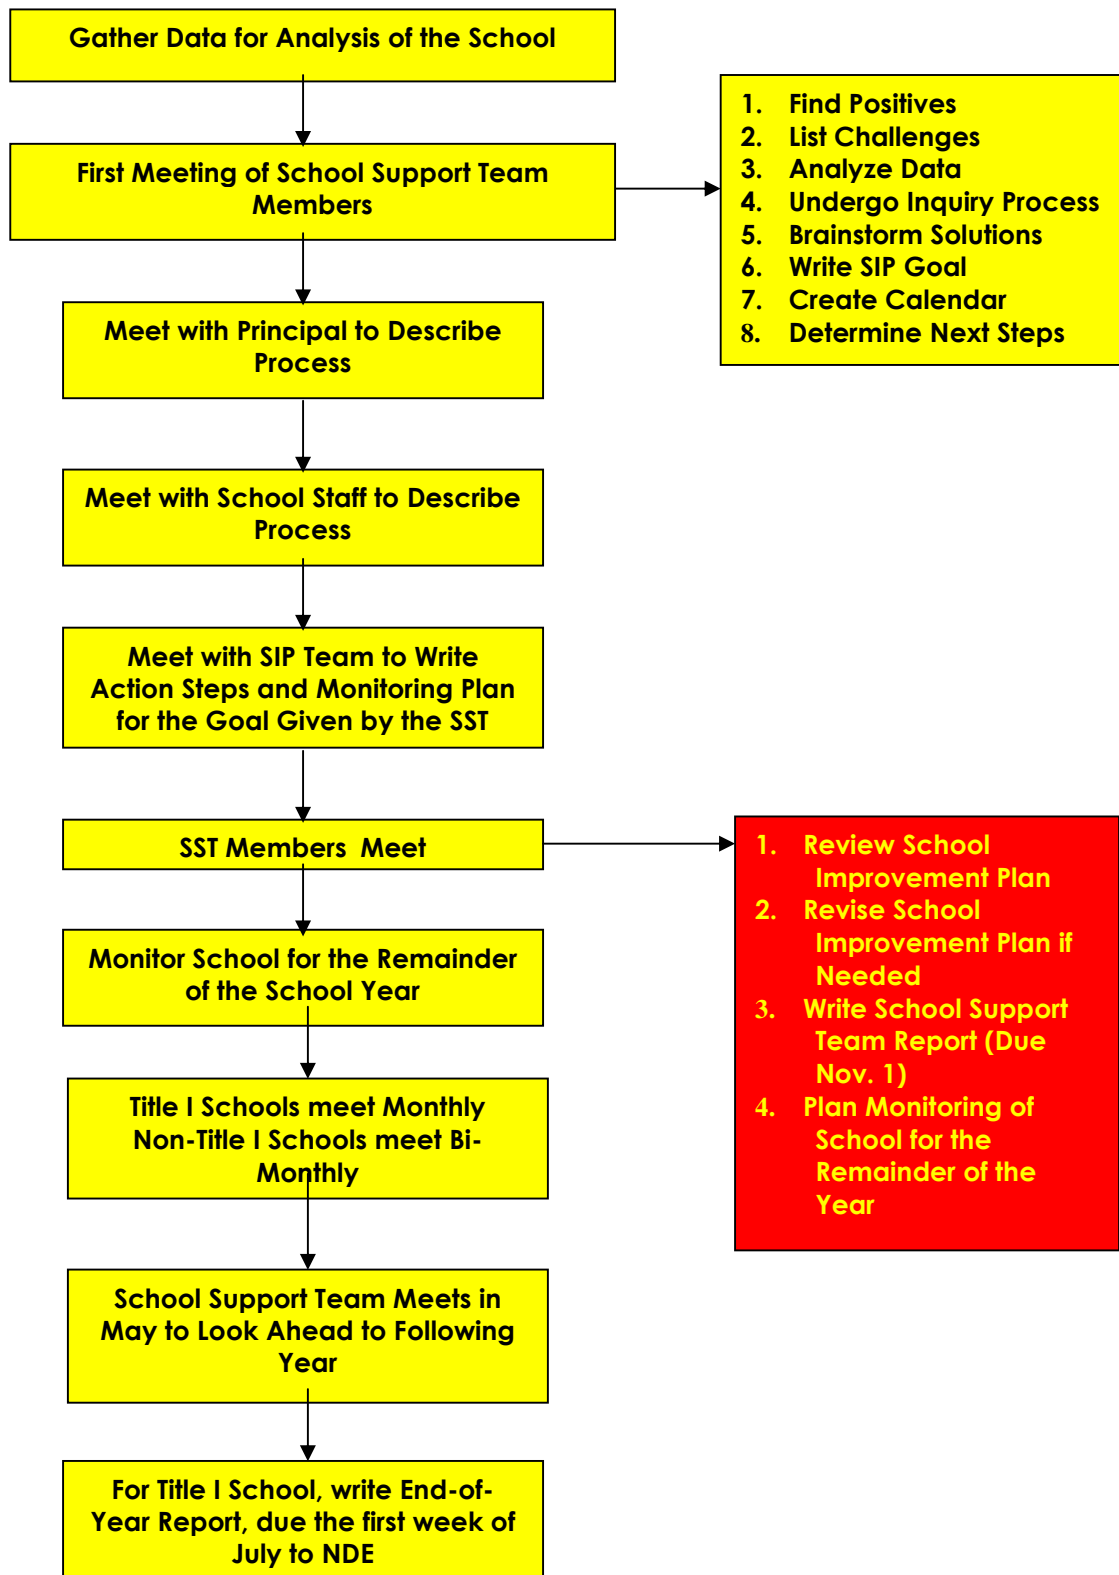 Gather Data for Analysis of the School
First Meeting of School Support Team
Members
1. Find Positives
2. List Challenges
3. Analyze Data
4. Undergo Inquiry Process
5. Brainstorm Solutions
6. Write SIP Goal
7. Create Calendar
8. Determine Next Steps
Meet with Principal to Describe
Process
Meet with School Staff to Describe
Process
Meet with SIP Team to Write
Action Steps and Monitoring Plan
for the Goal Given by the SST
SST Members Meet
1. Review School
Improvement Plan
2. Revise School
Improvement Plan if
Needed
3. Write School Support
Team Report (Due
Nov. 1)
4. Plan Monitoring of
School for the
Remainder of the
Year
Monitor School for the Remainder
of the School Year
Title I Schools meet Monthly
Non-Title I Schools meet Bi-
Monthly
School Support Team Meets in
May to Look Ahead to Following
Year
For Title I School, write End-of-
Year Report, due the first week of
July to NDE